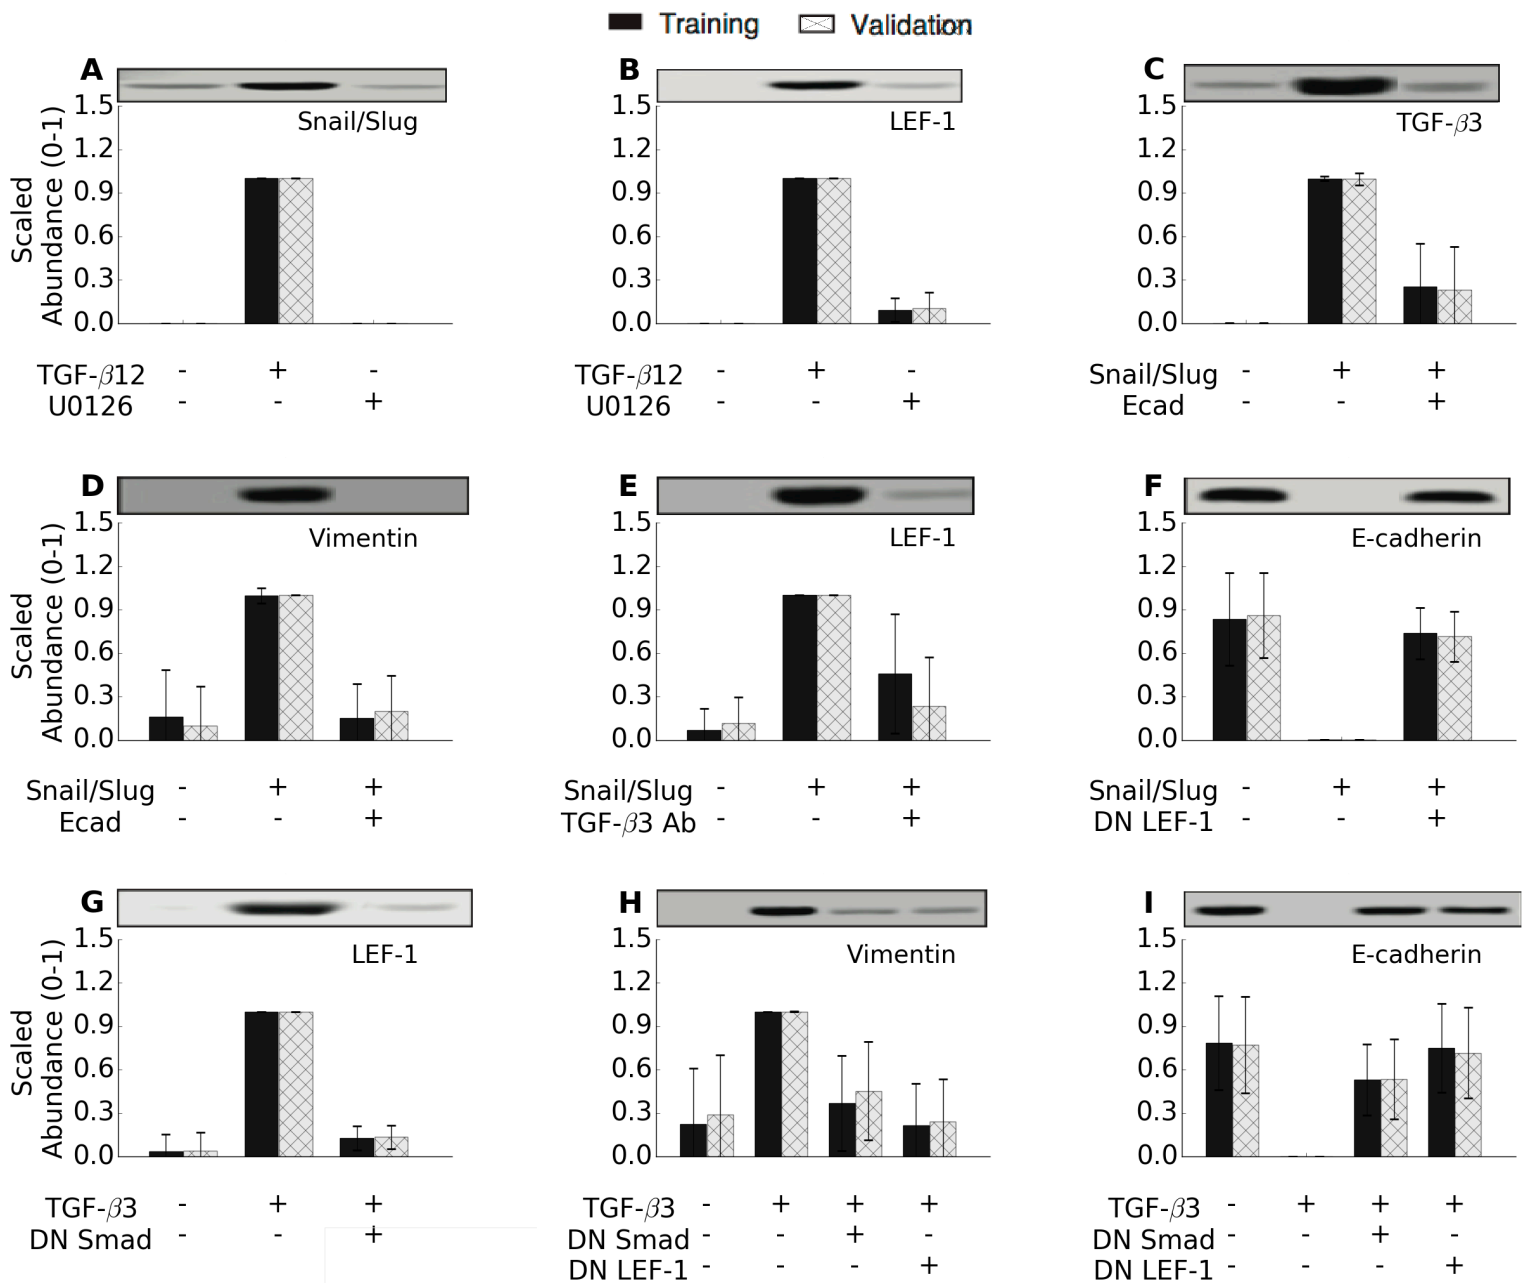 Training Validation
A B C
1.5 1.5 1.5
Snail/Slug LEF-1 TGF-β3
1.2 1.2 1.2
0.9 0.9 0.9
0.6 0.6 0.6
0.3 0.3 0.3
0.0 0.0 0.0
Scaled
Abundance (0-1)
TGF-β12 - + - TGF-β12 - + - Snail/Slug - + +
U0126 - - + U0126 - - + Ecad - - +
D E F
1.5 1.5 1.5
Vimentin LEF-1 E-cadherin
1.2 1.2 1.2
0.9 0.9 0.9
0.6 0.6 0.6
0.3 0.3 0.3
0.0 0.0 0.0
Scaled
Abundance (0-1)
Snail/Slug - + + Snail/Slug - + + Snail/Slug - + +
Ecad - - + TGF-β3 Ab - - + DN LEF-1 - - +
G H I
1.5 1.5 1.5
LEF-1 Vimentin E-cadherin
1.2 1.2 1.2
0.9 0.9 0.9
0.6 0.6 0.6
0.3 0.3 0.3
0.0 0.0 0.0
Scaled
Abundance (0-1)
TGF-β3 - + + TGF-β3 - + + + TGF-β3 - + + +
DN Smad - - + DN Smad - - + - DN Smad - - + -
DN LEF-1 - - - + DN LEF-1 - - - +